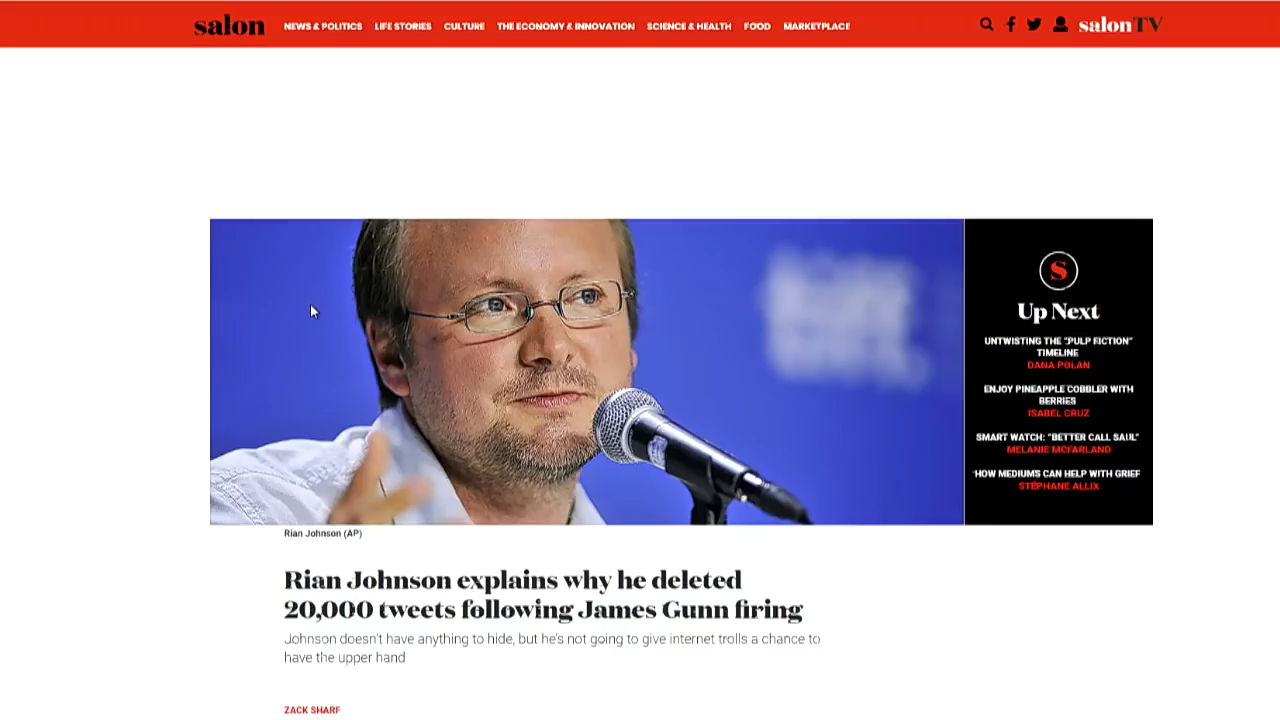 salon
NEWS & POLITICS LIFE STORIES CULTURE THE ECONOMY & INNOVATION SCIENCE & HEALTH FOOD MARKETPLACE
salonTV
S
Up Next
UNTWISTING THE "PULP FICTION"
TIMELINE
DANA POLAN
ENJOY PINEAPPLE COBBLER WITH
BERRIES
ISABEL CRUZ
SMART WATCH: "BETTER CALL SAUL"
MELANIE MCFARLAND
HOW MEDIUMS CAN HELP WITH GRIEF
STÉPHANE ALLIX
Rian Johnson (AP)
Rian Johnson explains why he deleted
20,000 tweets following James Gunn firing
Johnson doesn't have anything to hide, but he's not going to give internet trolls a chance to
have the upper hand
ZACK SHARF